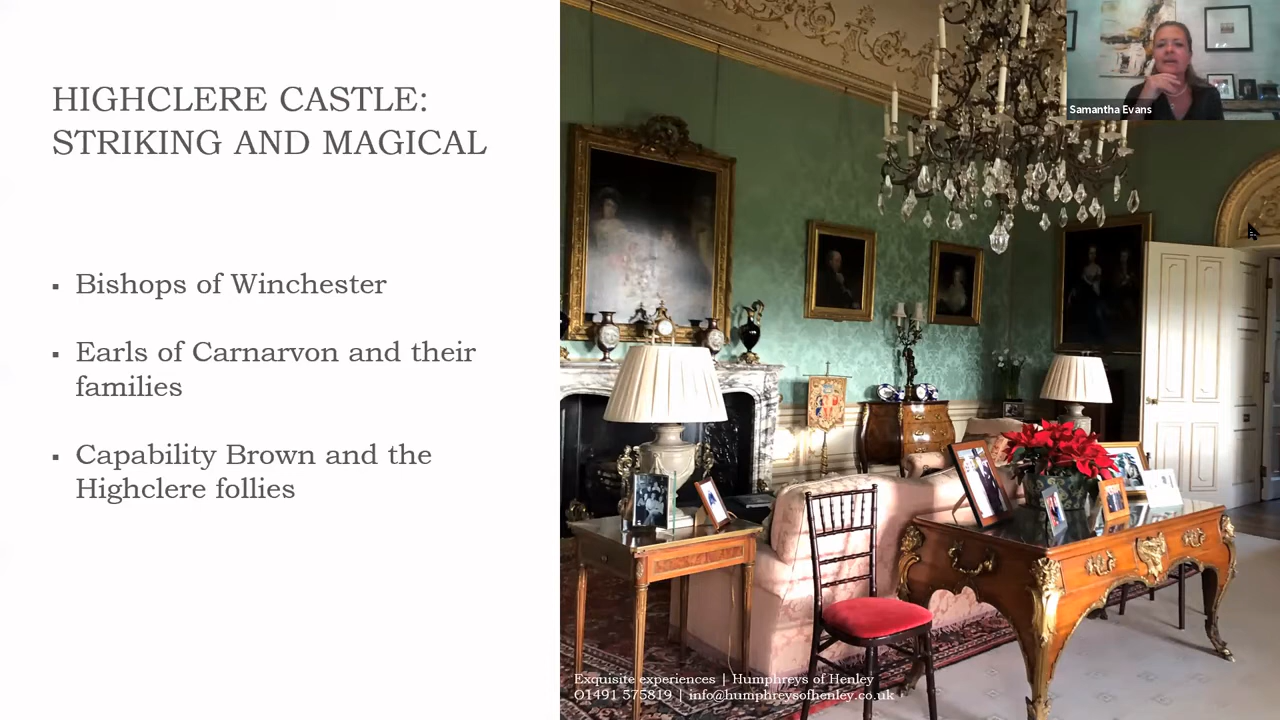 HIGHCLERE CASTLE:
STRIKING AND MAGICAL
▪ Bishops of Winchester
▪ Earls of Carnarvon and their
families
▪ Capability Brown and the
Highclere follies
Samantha Evans
Exquisite experiences | Humphreys of Henley
O1491 575819 | info@humphreysofhenley.co.uk